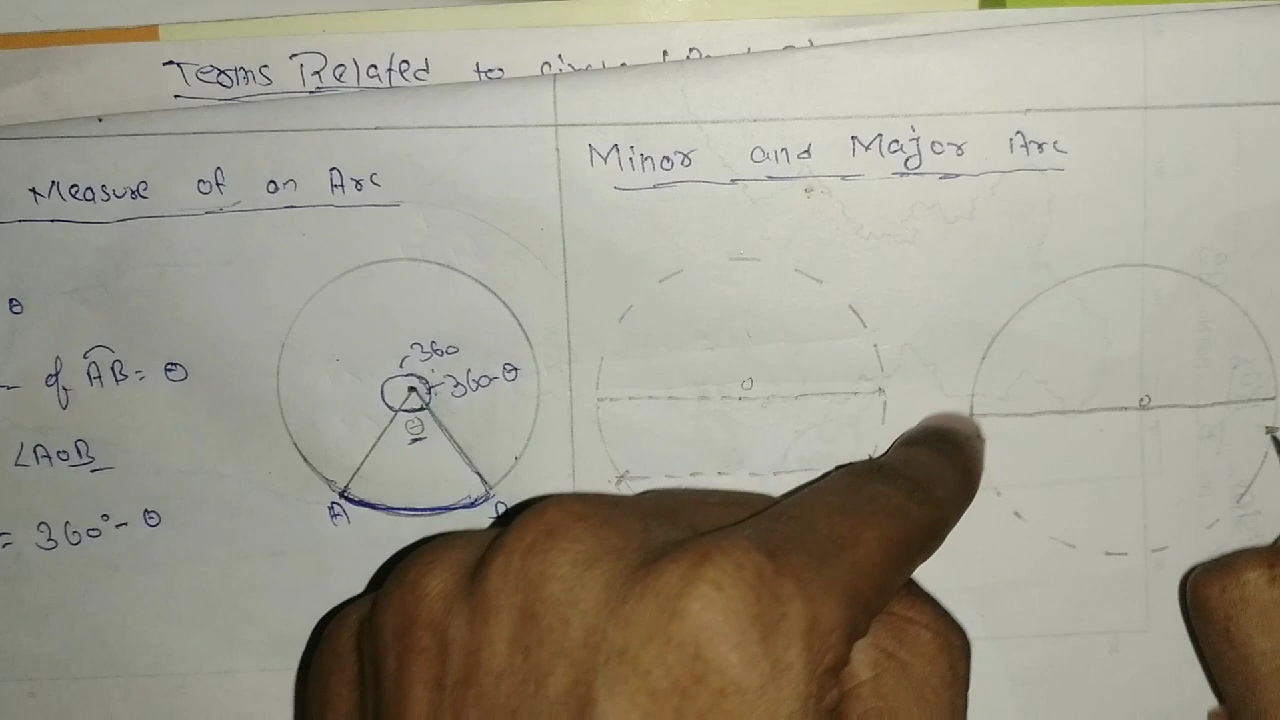 Terms Related to
Measure of an Arc
θ
of AB = θ
∠AOB
= 360° - θ
360
360-θ
θ
A
Minor and Major Arc
O
O